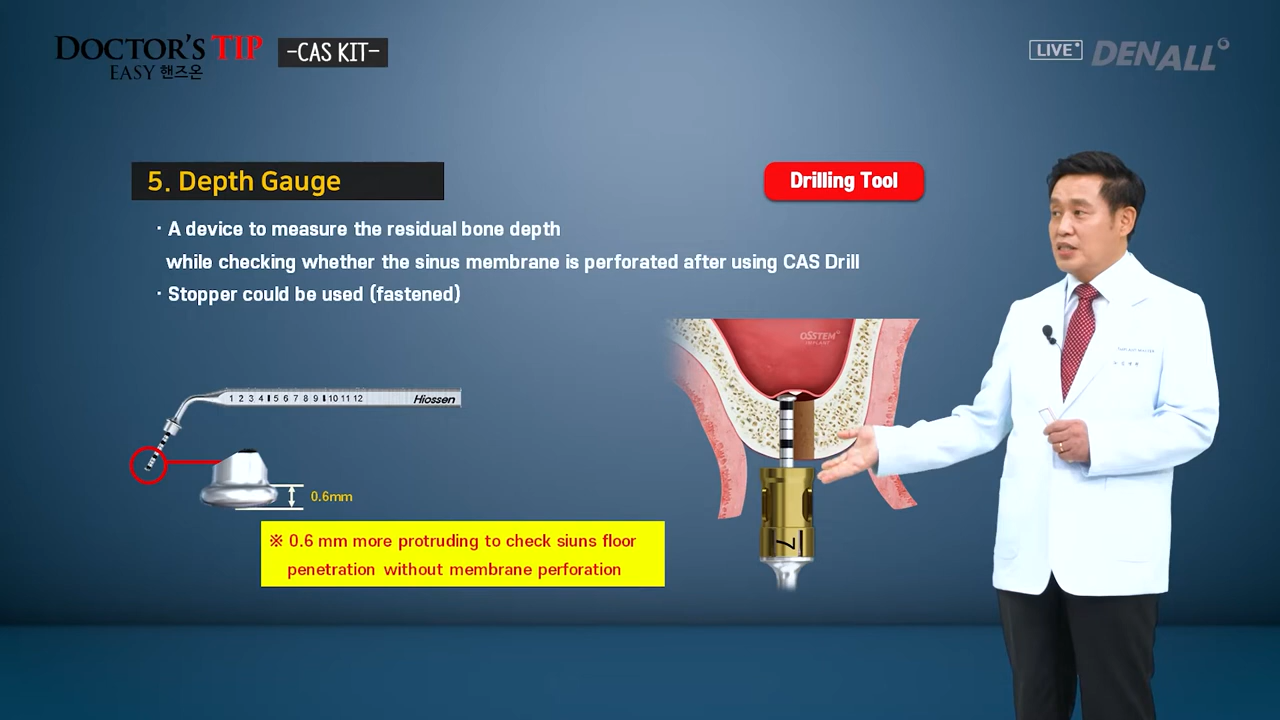 DOCTOR'S TIP
EASY 핸즈온
-CAS KIT-
LIVE
DENALL
5. Depth Gauge
Drilling Tool
· A device to measure the residual bone depth
while checking whether the sinus membrane is perforated after using CAS Drill
· Stopper could be used (fastened)
OSSTEM
IMPLANT
1 2 3 4 5 6 7 8 9 10 11 12
Hiossen
0.6mm
7
※ 0.6 mm more protruding to check siuns floor
penetration without membrane perforation